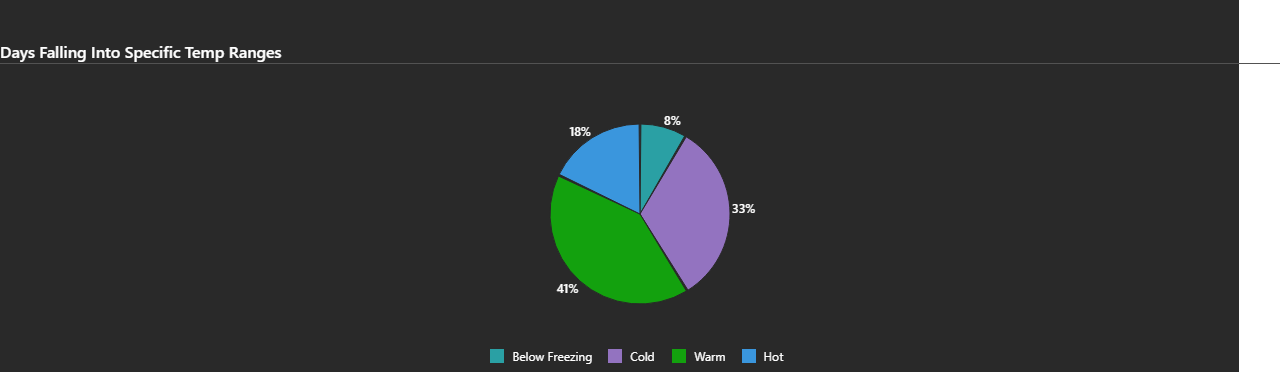 Days Falling Into Specific Temp Ranges
8%
18%
33%
41%
Below Freezing Cold Warm Hot